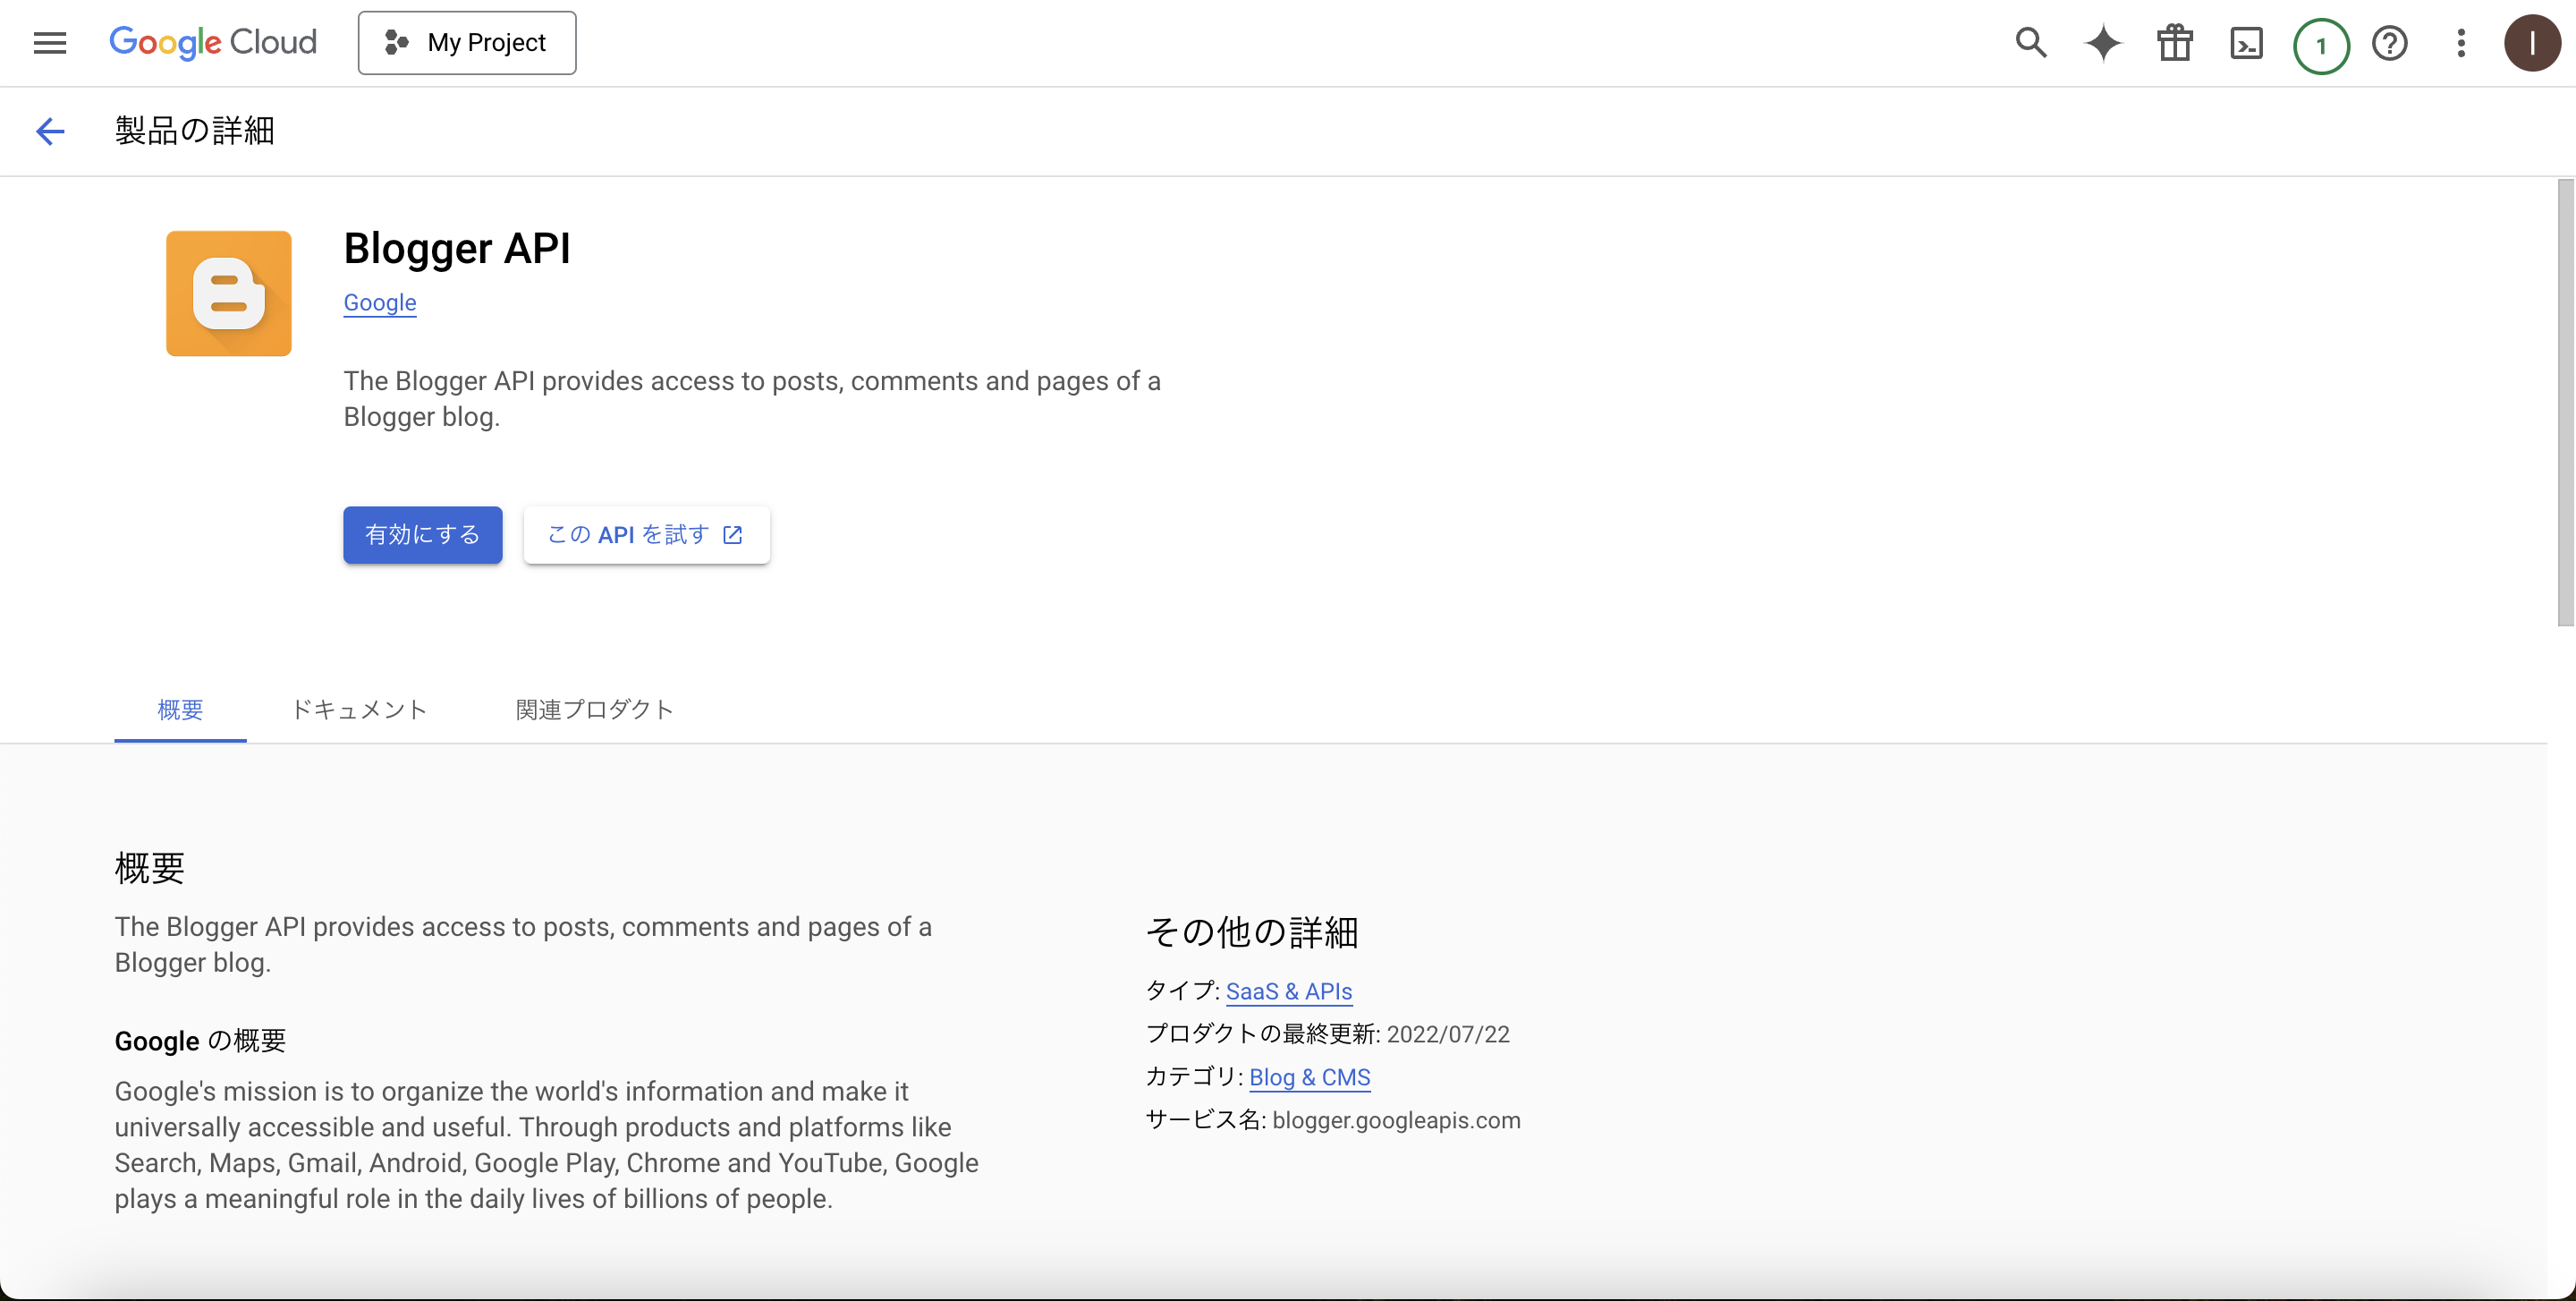 Google Cloud
My Project
1
I
製品の詳細
Blogger API
Google
The Blogger API provides access to posts, comments and pages of a
Blogger blog.
有効にする
この API を試す
概要
ドキュメント
関連プロダクト
概要
The Blogger API provides access to posts, comments and pages of a
Blogger blog.
Google の概要
Google's mission is to organize the world's information and make it
universally accessible and useful. Through products and platforms like
Search, Maps, Gmail, Android, Google Play, Chrome and YouTube, Google
plays a meaningful role in the daily lives of billions of people.
その他の詳細
タイプ: SaaS & APIs
プロダクトの最終更新: 2022/07/22
カテゴリ: Blog & CMS
サービス名: blogger.googleapis.com